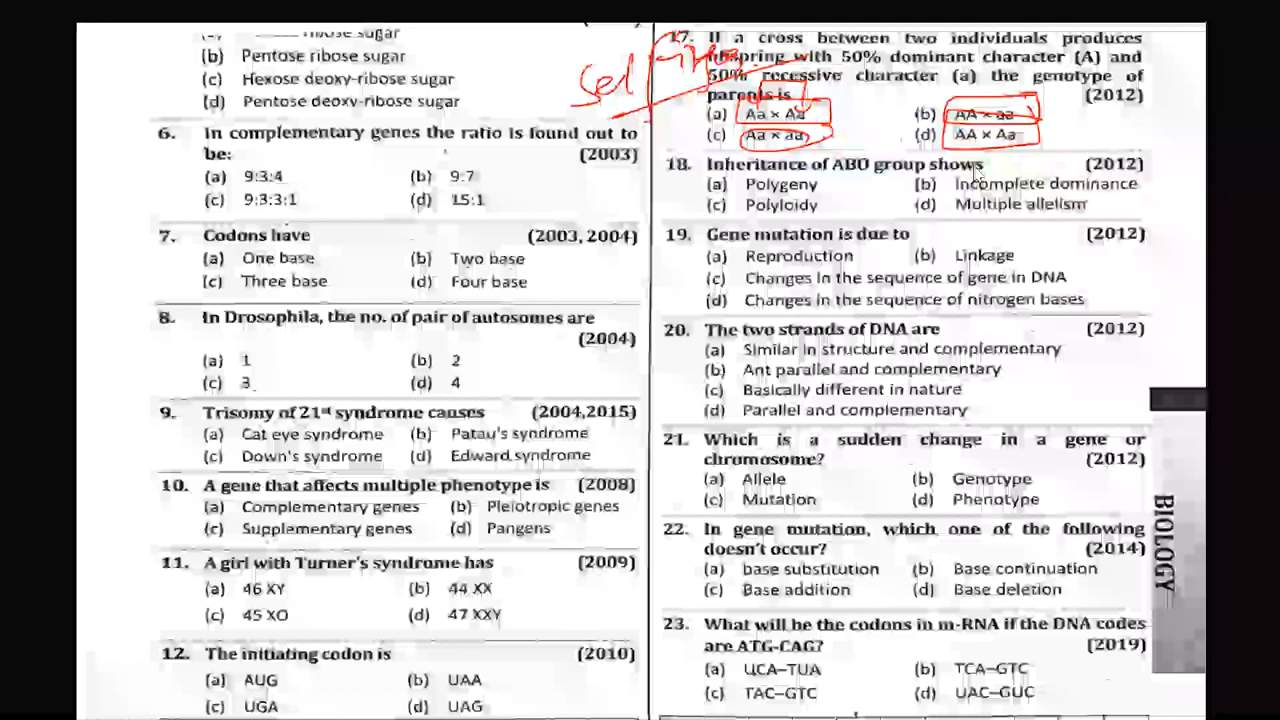 ribose sugar
(b) Pentose ribose sugar
(c) Hexose deoxy-ribose sugar
(d) Pentose deoxy-ribose sugar
6. In complementary genes the ratio is found out to
be: (2003)
(a) 9:3:4 (b) 9:7
(c) 9:3:3:1 (d) 15:1
7. Codons have (2003, 2004)
(a) One base (b) Two base
(c) Three base (d) Four base
8. In Drosophila, the no. of pair of autosomes are
(2004)
(a) 1 (b) 2
(c) 3 (d) 4
9. Trisomy of 21st syndrome causes (2004,2015)
(a) Cat eye syndrome (b) Patau's syndrome
(c) Down's syndrome (d) Edward syndrome
10. A gene that affects multiple phenotype is (2008)
(a) Complementary genes (b) Pleiotropic genes
(c) Supplementary genes (d) Pangens
11. A girl with Turner's syndrome has (2009)
(a) 46 XY (b) 44 XX
(c) 45 XO (d) 47 XXY
12. The initiating codon is (2010)
(a) AUG (b) UAA
(c) UGA (d) UAG
17. If a cross between two individuals produces
offspring with 50% dominant character (A) and
50% recessive character (a) the genotype of
parents is (2012)
(a) Aa × Aa (b) AA × aa
(c) Aa × aa (d) AA × Aa
18. Inheritance of ABO group shows (2012)
(a) Polygeny (b) Incomplete dominance
(c) Polyloidy (d) Multiple allelism
19. Gene mutation is due to (2012)
(a) Reproduction (b) Linkage
(c) Changes in the sequence of gene in DNA
(d) Changes in the sequence of nitrogen bases
20. The two strands of DNA are (2012)
(a) Similar in structure and complementary
(b) Ant parallel and complementary
(c) Basically different in nature
(d) Parallel and complementary
21. Which is a sudden change in a gene or
chromosome? (2012)
(a) Allele (b) Genotype
(c) Mutation (d) Phenotype
22. In gene mutation, which one of the following
doesn't occur? (2014)
(a) base substitution (b) Base continuation
(c) Base addition (d) Base deletion
23. What will be the codons in m-RNA if the DNA codes
are ATG-CAG? (2019)
(a) UCA–TUA (b) TCA–GTC
(c) TAC–GTC (d) UAC–GUC
BIOLOGY